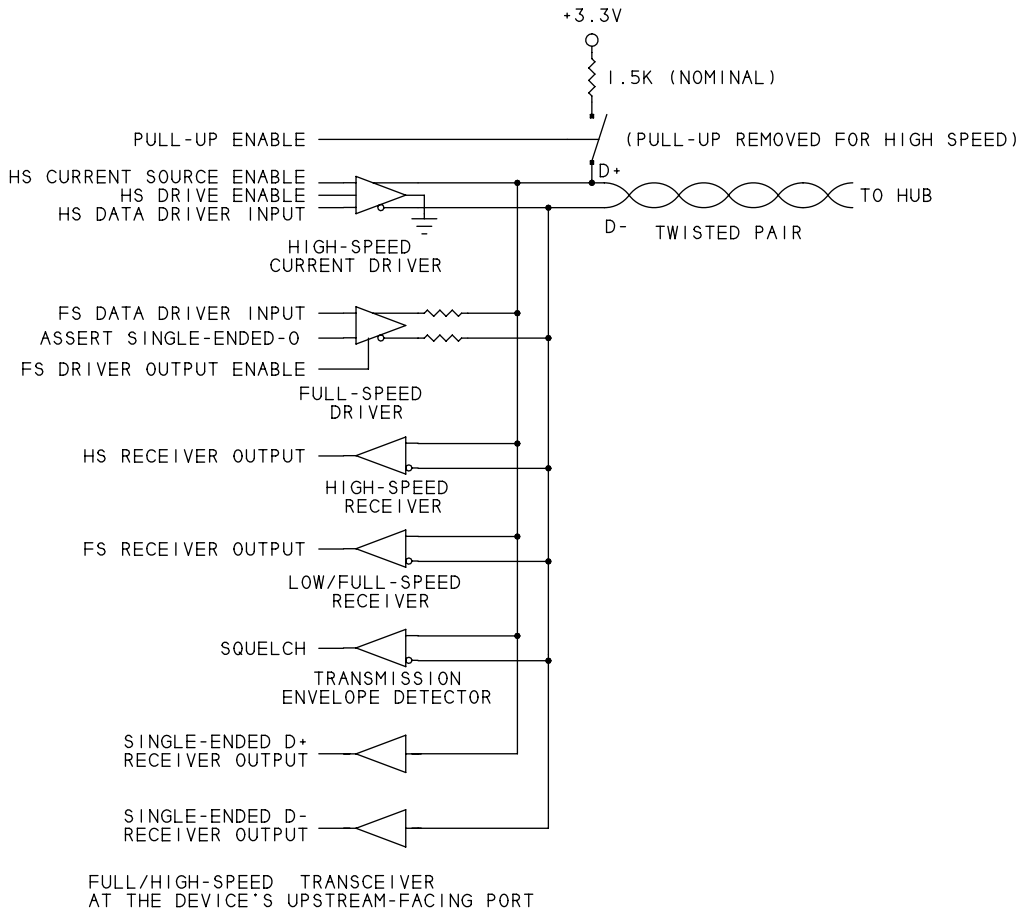 +3.3V
1.5K (NOMINAL)
PULL-UP ENABLE
(PULL-UP REMOVED FOR HIGH SPEED)
D+
HS CURRENT SOURCE ENABLE
HS DRIVE ENABLE
HS DATA DRIVER INPUT
TO HUB
D-
TWISTED PAIR
HIGH-SPEED
CURRENT DRIVER
FS DATA DRIVER INPUT
ASSERT SINGLE-ENDED-0
FS DRIVER OUTPUT ENABLE
FULL-SPEED
DRIVER
HS RECEIVER OUTPUT
HIGH-SPEED
RECEIVER
FS RECEIVER OUTPUT
LOW/FULL-SPEED
RECEIVER
SQUELCH
TRANSMISSION
ENVELOPE DETECTOR
SINGLE-ENDED D+
RECEIVER OUTPUT
SINGLE-ENDED D-
RECEIVER OUTPUT
FULL/HIGH-SPEED TRANSCEIVER
AT THE DEVICE'S UPSTREAM-FACING PORT